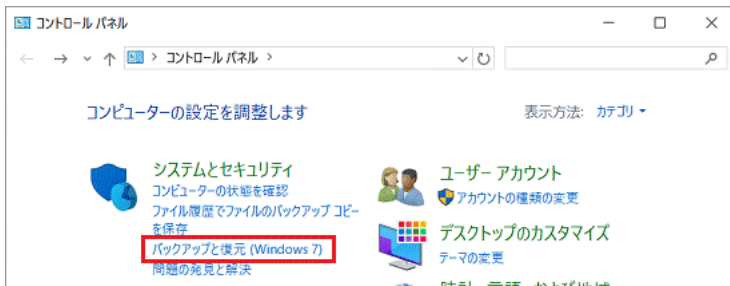 コントロール パネル
コントロール パネル
コンピューターの設定を調整します
表示方法: カテゴリ
システムとセキュリティ
コンピューターの状態を確認
ファイル履歴でファイルのバックアップ コピー
を保存
バックアップと復元 (Windows 7)
問題の発見と解決
ユーザー アカウント
アカウントの種類の変更
デスクトップのカスタマイズ
テーマの変更